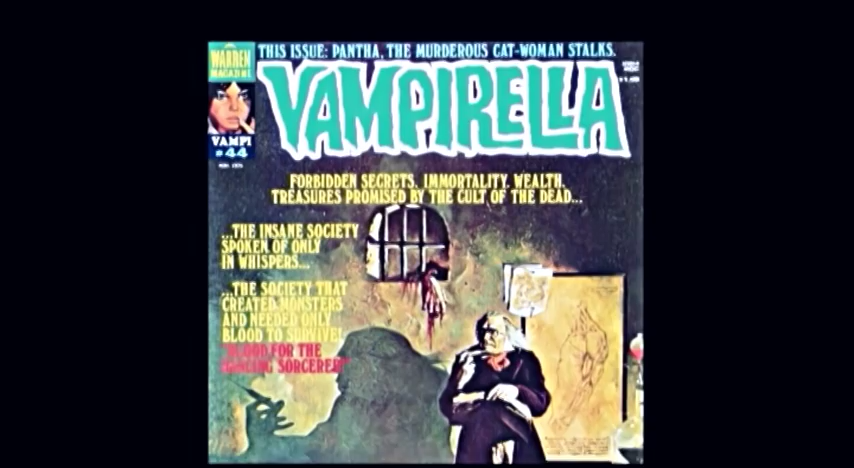 THIS ISSUE: PANTHA, THE MURDEROUS CAT-WOMAN STALKS.
WARREN
MAGAZINE
VAMPIRELLA
VAMPI
#44
FORBIDDEN SECRETS. IMMORTALITY. WEALTH.
TREASURES PROMISED BY THE CULT OF THE DEAD...
...THE INSANE SOCIETY
SPOKEN OF ONLY
IN WHISPERS...
...THE SOCIETY THAT
CREATED MONSTERS
AND NEEDED ONLY
BLOOD TO SURVIVE!
"BLOOD FOR THE
DANCING SORCERER"